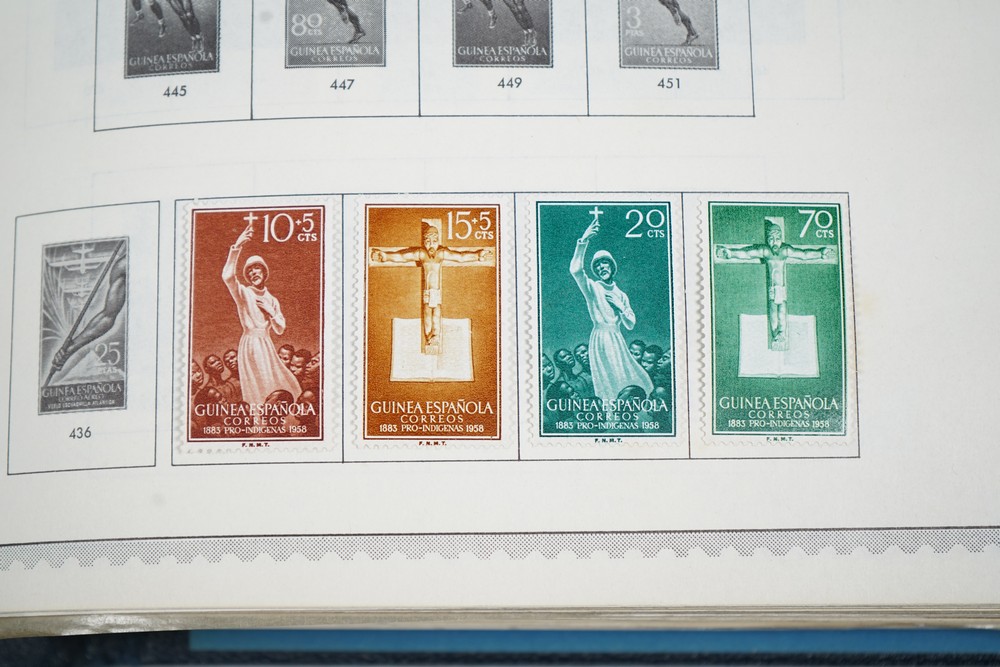 80
CTS
3
PTAS
GUINEA ESPAÑOLA
CORREOS
GUINEA ESPAÑOLA
CORREOS
GUINEA ESPAÑOLA
CORREOS
GUINEA ESPAÑOLA
CORREOS
445
447
449
451
25
PTAS
GUINEA ESPAÑOLA
CORREO AEREO
436
10+5
CTS
GUINEA ESPAÑOLA
CORREOS
1883 PRO-INDIGENAS 1958
F.N.M.T.
15+5
CTS
GUINEA ESPAÑOLA
CORREOS
1883 PRO-INDIGENAS 1958
F.N.M.T.
20
CTS
GUINEA ESPAÑOLA
CORREOS
1883 PRO-INDIGENAS 1958
F.N.M.T.
70
CTS
GUINEA ESPAÑOLA
CORREOS
1883 PRO-INDIGENAS 1958
F.N.M.T.